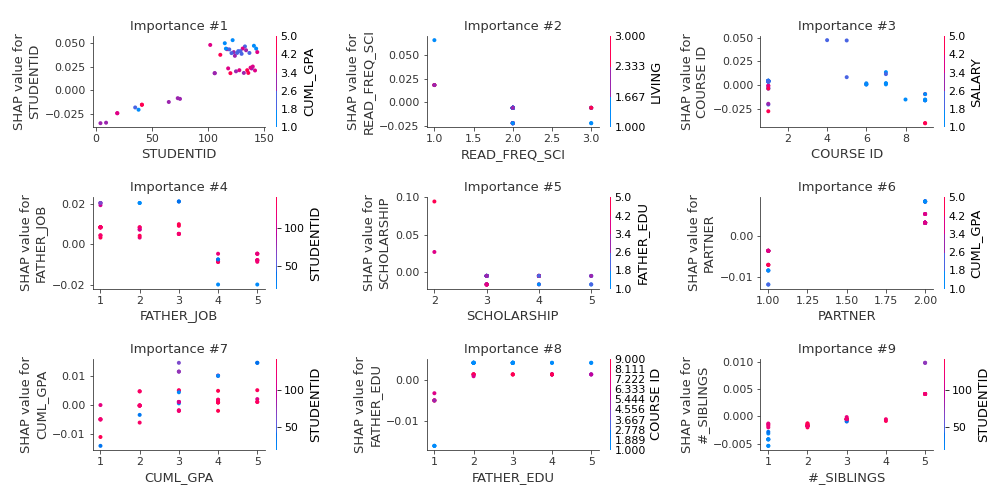 Importance #1
SHAP value for
STUDENTID
0.050
0.025
0.000
−0.025
0
50
100
150
STUDENTID
5.0
4.2
3.4
2.6
1.8
1.0
CUML_GPA
Importance #2
SHAP value for
READ_FREQ_SCI
0.050
0.025
0.000
−0.025
1.0
1.5
2.0
2.5
3.0
READ_FREQ_SCI
3.000
2.333
1.667
1.000
LIVING
Importance #3
SHAP value for
COURSE ID
0.050
0.025
0.000
−0.025
2
4
6
8
COURSE ID
5.0
4.2
3.4
2.6
1.8
1.0
SALARY
Importance #4
SHAP value for
FATHER_JOB
0.02
0.00
−0.02
1
2
3
4
5
FATHER_JOB
100
50
STUDENTID
Importance #5
SHAP value for
SCHOLARSHIP
0.10
0.05
0.00
2
3
4
5
SCHOLARSHIP
5.0
4.2
3.4
2.6
1.8
1.0
FATHER_EDU
Importance #6
SHAP value for
PARTNER
0.00
−0.01
1.00
1.25
1.50
1.75
2.00
PARTNER
5.0
4.2
3.4
2.6
1.8
1.0
CUML_GPA
Importance #7
SHAP value for
CUML_GPA
0.01
0.00
−0.01
1
2
3
4
5
CUML_GPA
100
50
STUDENTID
Importance #8
SHAP value for
FATHER_EDU
0.00
−0.01
1
2
3
4
5
FATHER_EDU
9.000
8.111
7.222
6.333
5.444
4.556
3.667
2.778
1.889
1.000
COURSE ID
Importance #9
SHAP value for
#_SIBLINGS
0.010
0.005
0.000
−0.005
1
2
3
4
5
#_SIBLINGS
100
50
STUDENTID